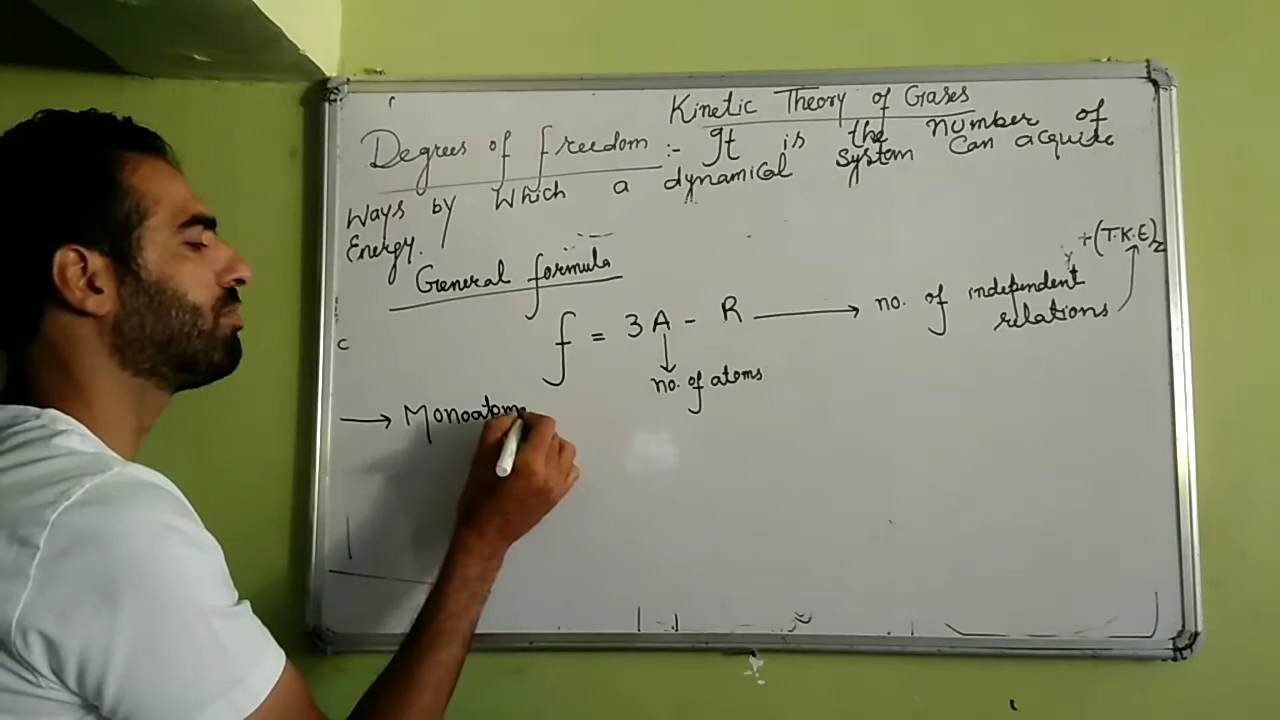 Kinetic Theory of Gases
Degrees of freedom :- It is the number of
Ways by which a dynamical system can acquire
Energy.
+(T.K.E)z
General formula
f = 3A - R → no. of independent
relations
no. of atoms
→ Monoatom